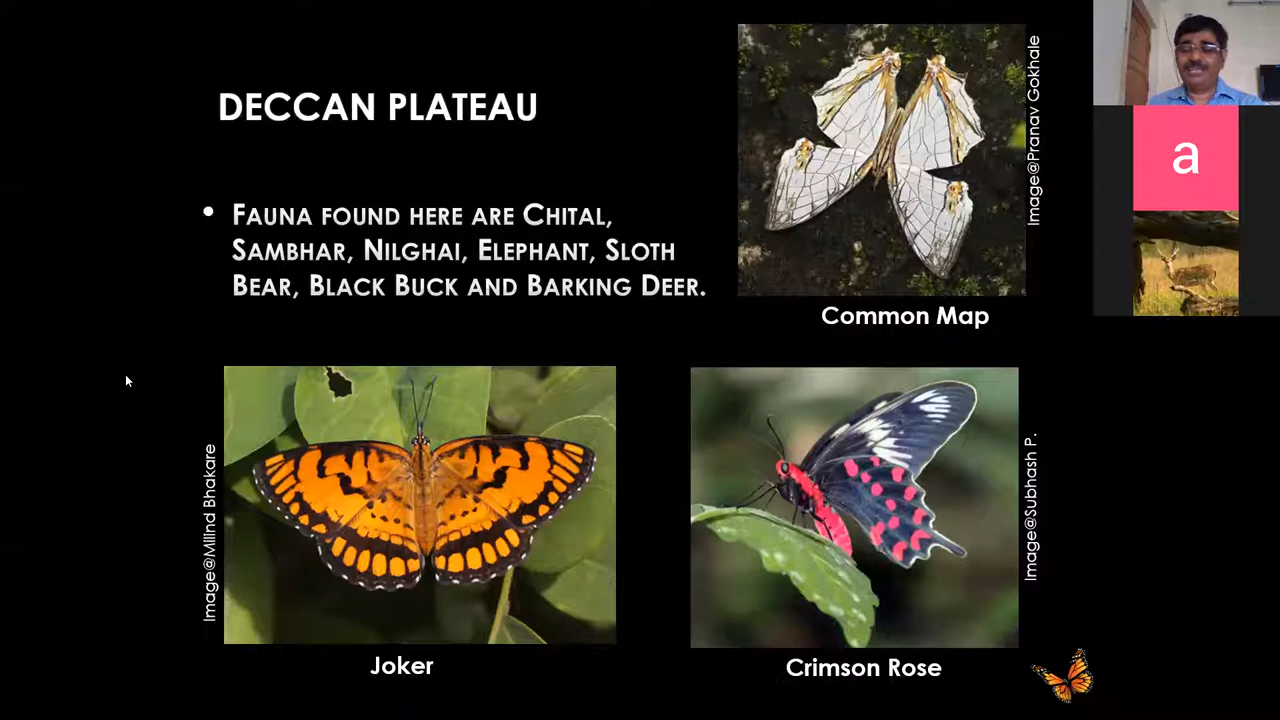 DECCAN PLATEAU
• FAUNA FOUND HERE ARE CHITAL,
SAMBHAR, NILGHAI, ELEPHANT, SLOTH
BEAR, BLACK BUCK AND BARKING DEER.
Image@Pranav Gokhale
Common Map
a
Image@Milind Bhakare
Joker
Image@Subhash P.
Crimson Rose